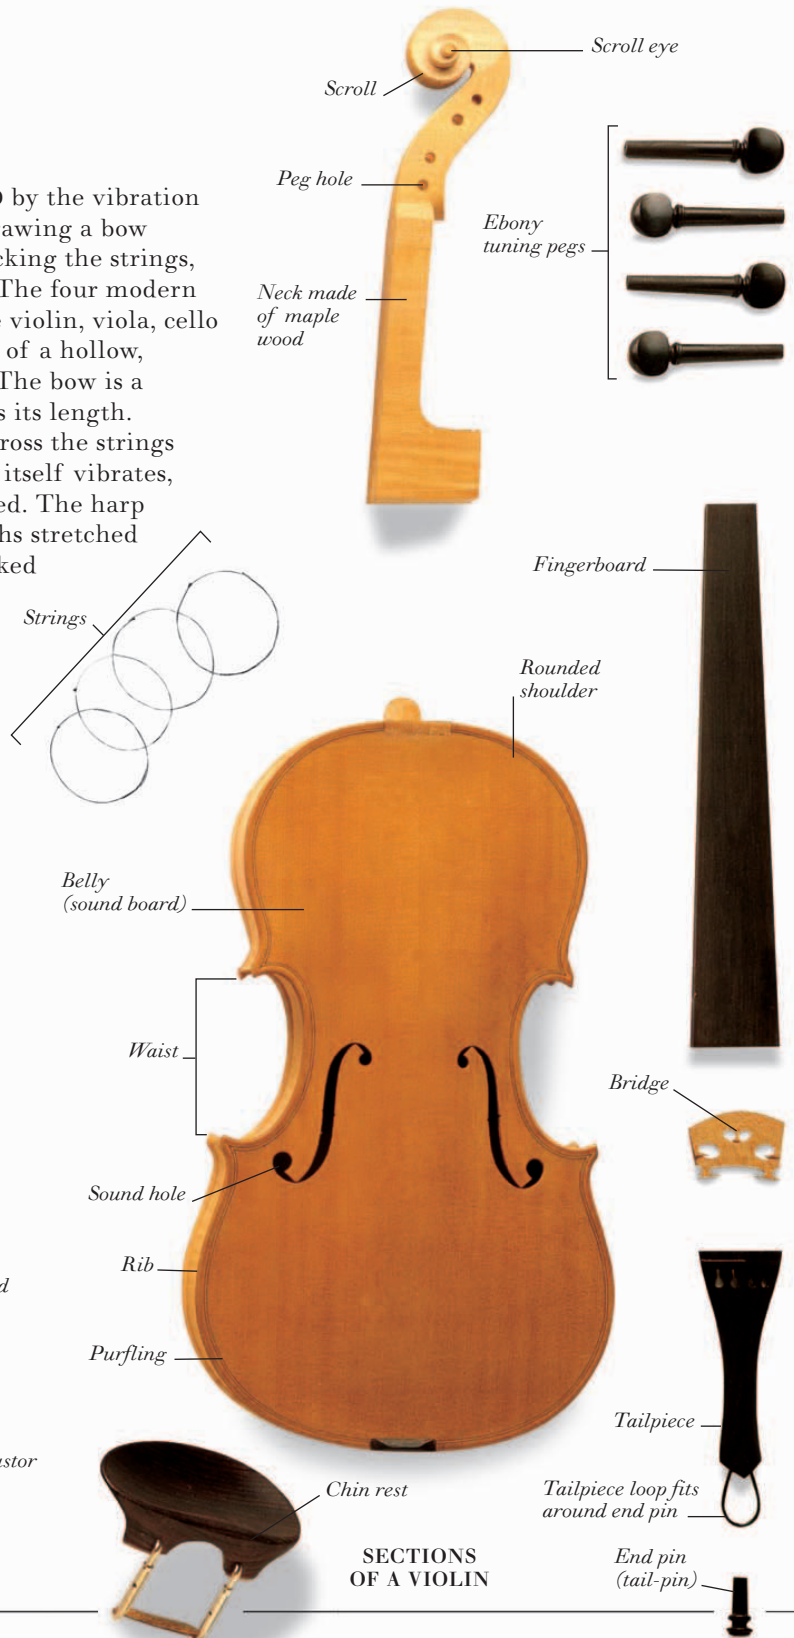 Scroll eye
Scroll
Peg hole
Ebony
tuning pegs
Neck made
of maple
wood
D by the vibration
awing a bow
cking the strings,
The four modern
e violin, viola, cello
of a hollow,
The bow is a
s its length.
ross the strings
itself vibrates,
ed. The harp
hs stretched
ked
Strings
Fingerboard
Rounded
shoulder
Belly
(sound board)
Waist
Bridge
Sound hole
Rib
d
Purfling
Tailpiece
stor
Chin rest
Tailpiece loop fits
around end pin
SECTIONS
OF A VIOLIN
End pin
(tail-pin)